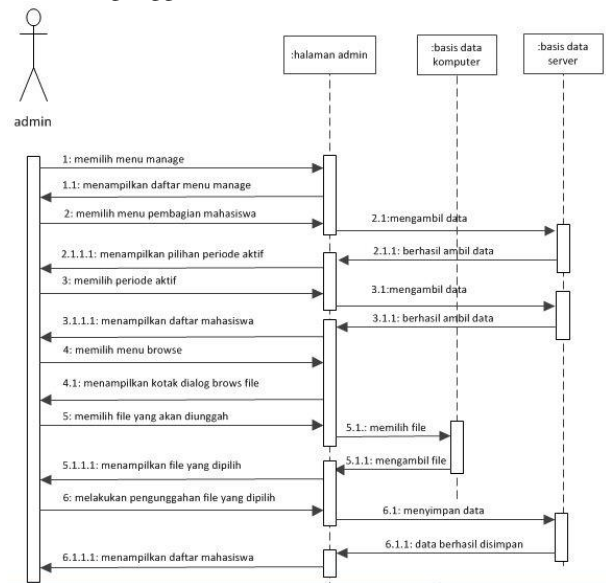 :halaman admin
:basis data
komputer
:basis data
server
admin
1: memilih menu manage
1.1: menampilkan daftar menu manage
2: memilih menu pembagian mahasiswa
2.1:mengambil data
2.1.1.1: menampilkan pilihan periode aktif
2.1.1: berhasil ambil data
3: memilih periode aktif
3.1:mengambil data
3.1.1.1: menampilkan daftar mahasiswa
3.1.1: berhasil ambil data
4: memilih menu browse
4.1: menampilkan kotak dialog brows file
5: memilih file yang akan diunggah
5.1.: memilih file
5.1.1.1: menampilkan file yang dipilih
5.1.1: mengambil file
6: melakukan pengunggahan file yang dipilih
6.1: menyimpan data
6.1.1.1: menampilkan daftar mahasiswa
6.1.1: data berhasil disimpan